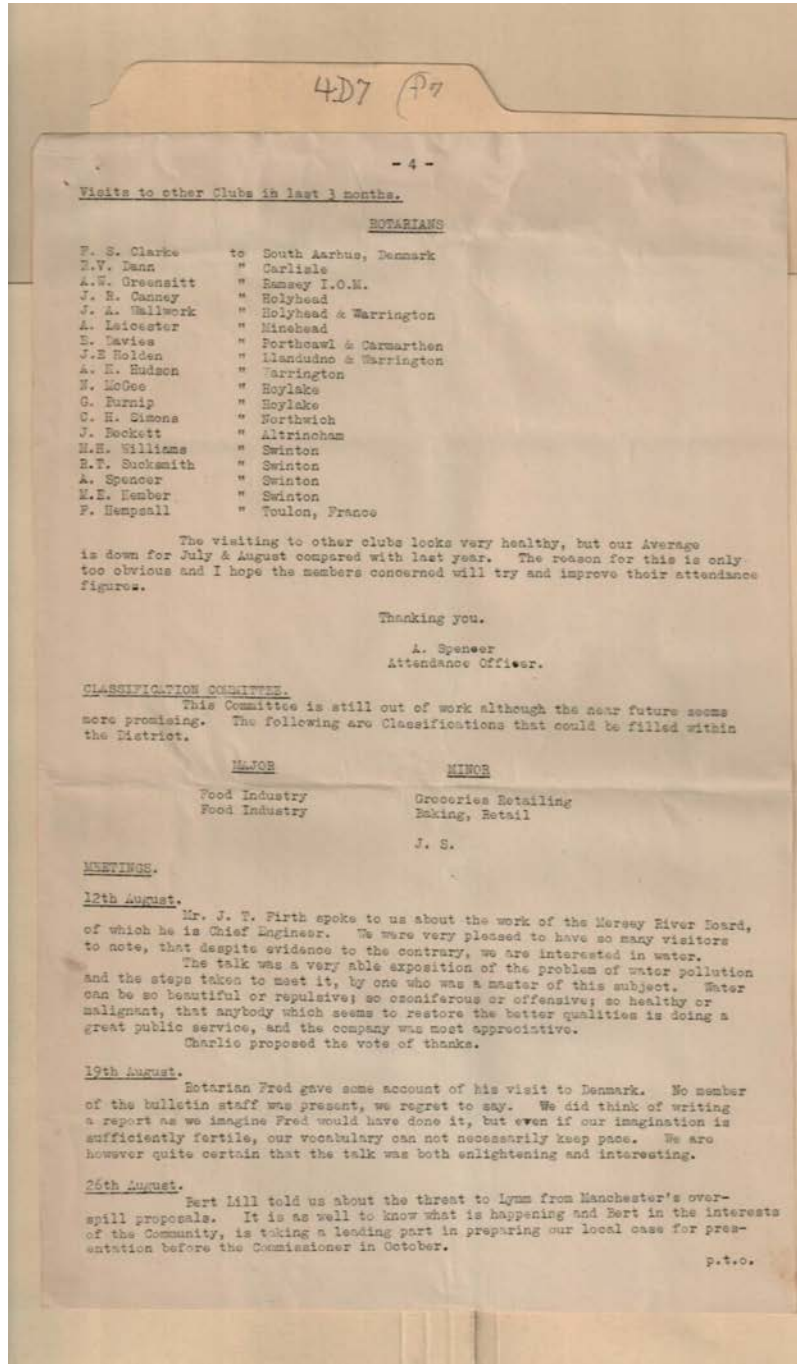 4D7 (P7
- 4 -
Visits to other Clubs in last 3 months.
ROTARIANS
F. S. Clarke to South Aarhus, Denmark
R.V. Dann " Carlisle
A.W. Greensitt " Ramsey I.O.M.
J. R. Canney " Holyhead
J. A. Wallwork " Holyhead & Warrington
A. Leicester " Minehead
E. Davies " Porthcawl & Carmarthen
J.E Holden " Llandudno & Warrington
A. E. Hudson " Warrington
N. McGee " Hoylake
G. Purnip " Hoylake
C. H. Simons " Northwich
J. Beckett " Altrincham
M.H. Williams " Swinton
R.T. Sucksmith " Swinton
A. Spencer " Swinton
M.E. Hember " Swinton
F. Hempsall " Toulon, France
The visiting to other clubs looks very healthy, but our Average
is down for July & August compared with last year. The reason for this is only
too obvious and I hope the members concerned will try and improve their attendance
figures.
Thanking you.
A. Spencer
Attendance Officer.
CLASSIFICATION COMMITTEE.
This Committee is still out of work although the near future seems
more promising. The following are Classifications that could be filled within
the District.
MAJOR MINOR
Food Industry Groceries Retailing
Food Industry Baking, Retail
J. S.
MEETINGS.
12th August.
Mr. J. T. Firth spoke to us about the work of the Mersey River Board,
of which he is Chief Engineer. We were very pleased to have so many visitors
to note, that despite evidence to the contrary, we are interested in water.
The talk was a very able exposition of the problem of water pollution
and the steps taken to meet it, by one who was a master of this subject. Water
can be so beautiful or repulsive; so ozoniferous or offensive; so healthy or
malignant, that anybody which seems to restore the better qualities is doing a
great public service, and the company was most appreciative.
Charlie proposed the vote of thanks.
19th August.
Rotarian Fred gave some account of his visit to Denmark. No member
of the bulletin staff was present, we regret to say. We did think of writing
a report as we imagine Fred would have done it, but even if our imagination is
sufficiently fertile, our vocabulary can not necessarily keep pace. We are
however quite certain that the talk was both enlightening and interesting.
26th August.
Bert Lill told us about the threat to Lymm from Manchester's over-
spill proposals. It is as well to know what is happening and Bert in the interests
of the Community, is taking a leading part in preparing our local case for pres-
entation before the Commissioner in October.
p.t.o.